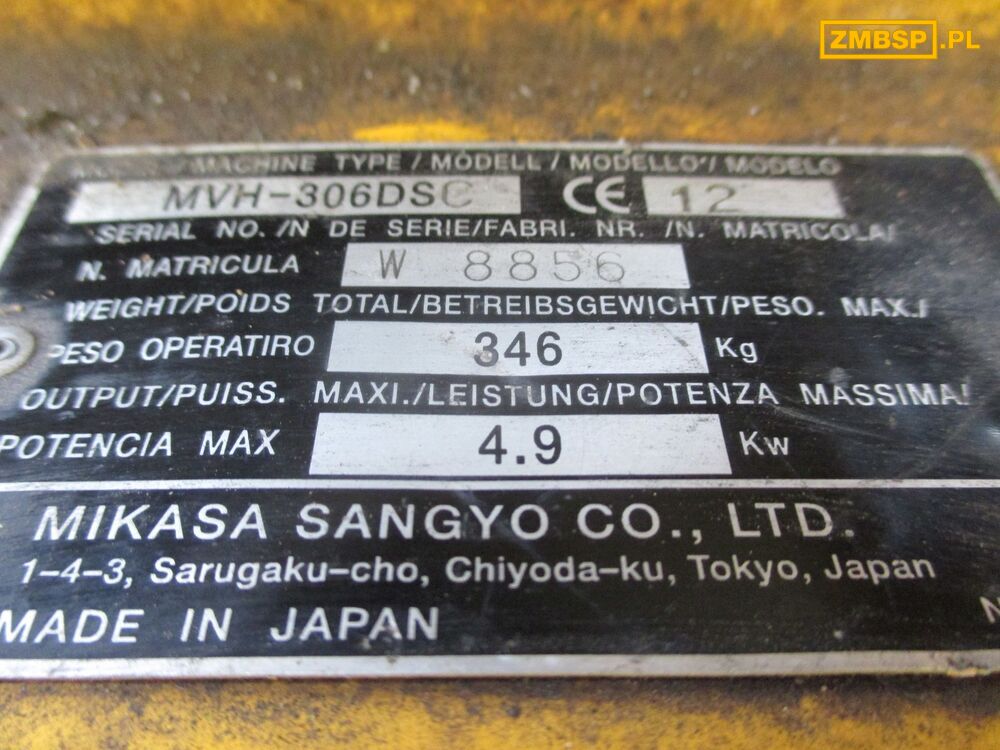 ZMBSP.PL
MACHINE TYPE / MODELL / MODELLO / MODELO
MVH-306DSC CE 12
SERIAL NO. /N DE SERIE/FABRI. NR. /N. MATRICOLA/
N. MATRICULA W 8856
WEIGHT/POIDS TOTAL/BETREIBSGEWICHT/PESO. MAX./
PESO OPERATIRO 346 Kg
OUTPUT/PUISS. MAXI./LEISTUNG/POTENZA MASSIMA/
POTENCIA MAX 4.9 Kw
MIKASA SANGYO CO., LTD.
1-4-3, Sarugaku-cho, Chiyoda-ku, Tokyo, Japan
MADE IN JAPAN